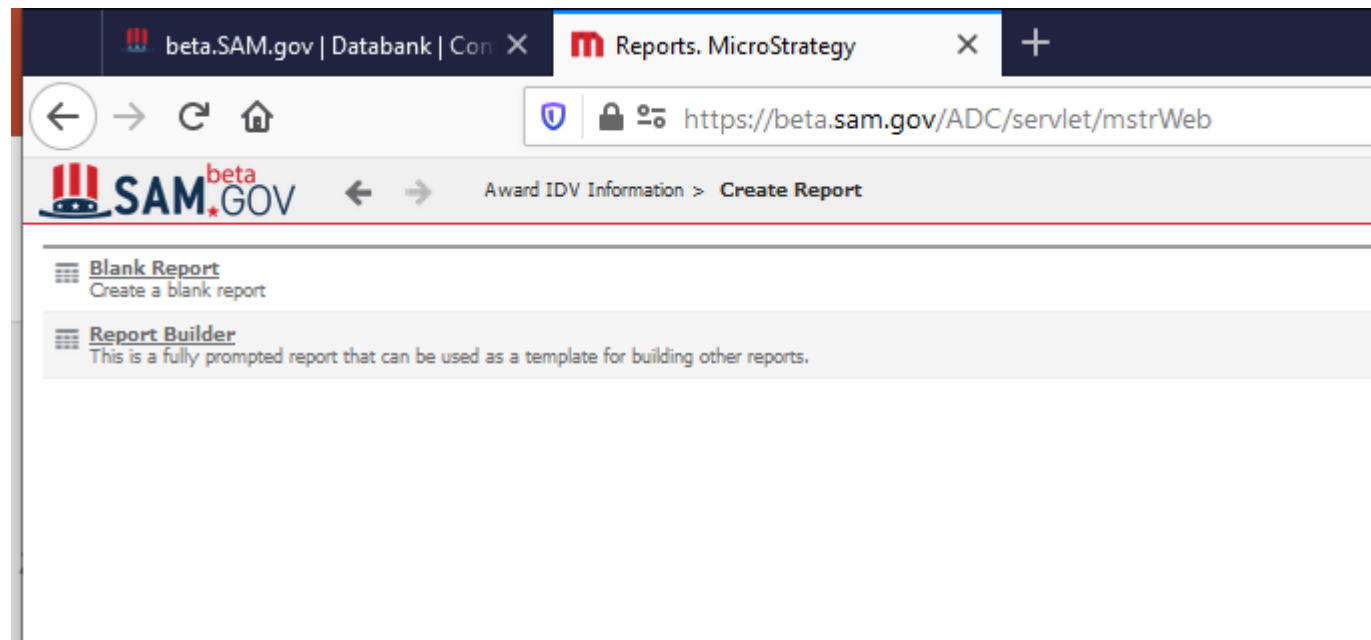 beta.SAM.gov | Databank | Con
Reports. MicroStrategy
https://beta.sam.gov/ADC/servlet/mstrWeb
SAM.GOV beta
Award IDV Information > Create Report
Blank Report
Create a blank report
Report Builder
This is a fully prompted report that can be used as a template for building other reports.